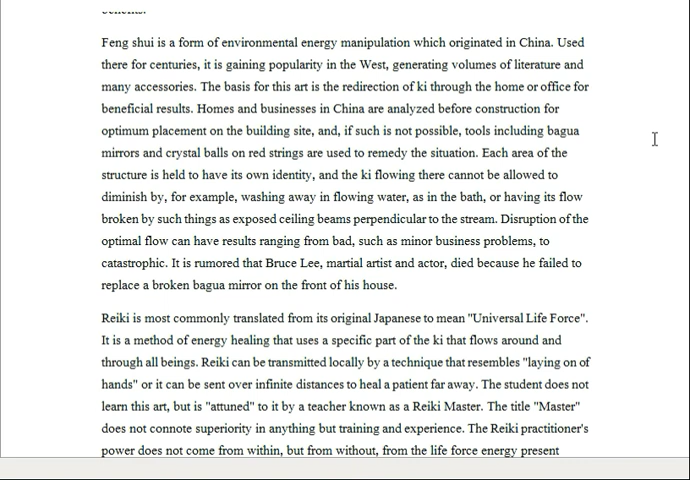 benefits.
Feng shui is a form of environmental energy manipulation which originated in China. Used
there for centuries, it is gaining popularity in the West, generating volumes of literature and
many accessories. The basis for this art is the redirection of ki through the home or office for
beneficial results. Homes and businesses in China are analyzed before construction for
optimum placement on the building site, and, if such is not possible, tools including bagua
mirrors and crystal balls on red strings are used to remedy the situation. Each area of the
structure is held to have its own identity, and the ki flowing there cannot be allowed to
diminish by, for example, washing away in flowing water, as in the bath, or having its flow
broken by such things as exposed ceiling beams perpendicular to the stream. Disruption of the
optimal flow can have results ranging from bad, such as minor business problems, to
catastrophic. It is rumored that Bruce Lee, martial artist and actor, died because he failed to
replace a broken bagua mirror on the front of his house.
Reiki is most commonly translated from its original Japanese to mean "Universal Life Force".
It is a method of energy healing that uses a specific part of the ki that flows around and
through all beings. Reiki can be transmitted locally by a technique that resembles "laying on of
hands" or it can be sent over infinite distances to heal a patient far away. The student does not
learn this art, but is "attuned" to it by a teacher known as a Reiki Master. The title "Master"
does not connote superiority in anything but training and experience. The Reiki practitioner's
power does not come from within, but from without, from the life force energy present